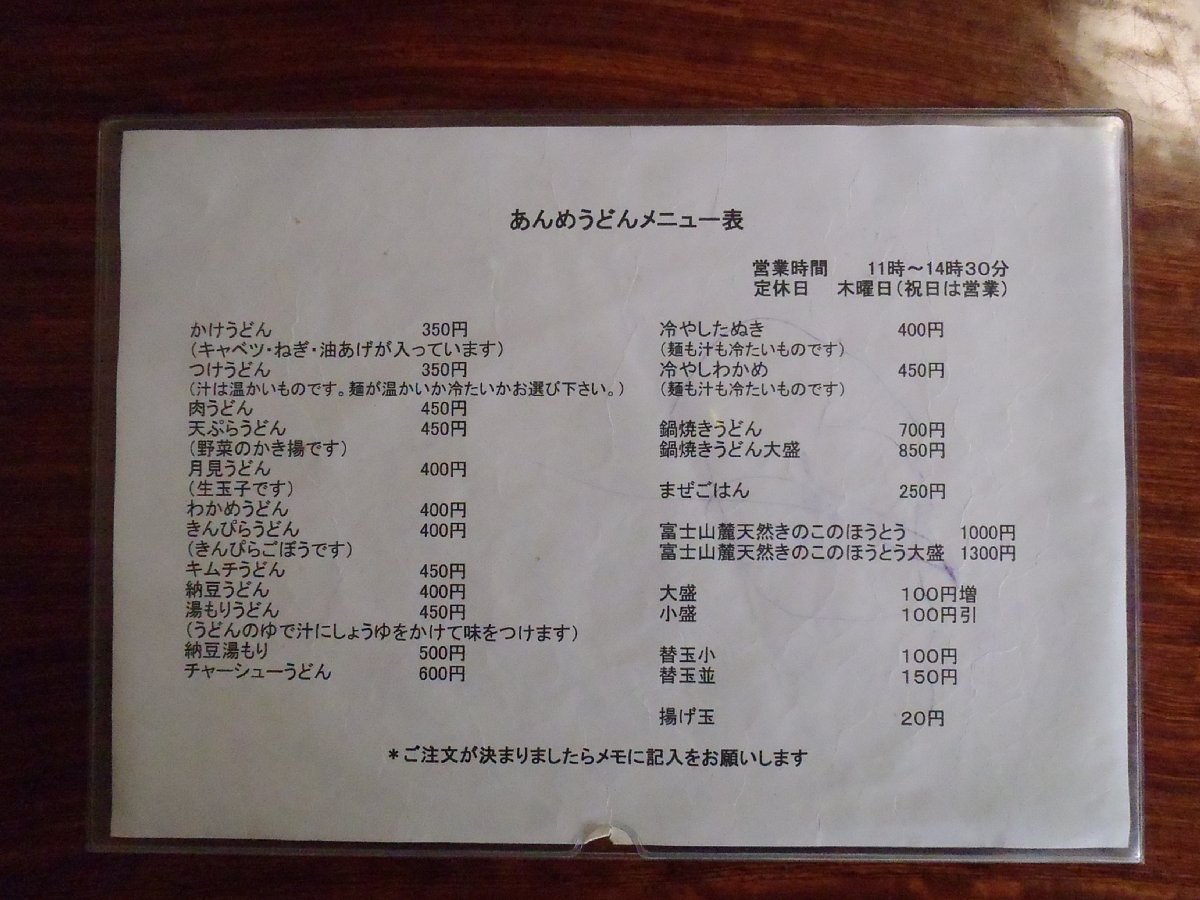 あんめうどんメニュー表
営業時間 11時～14時30分
定休日 木曜日(祝日は営業)
かけうどん 350円
(キャベツ・ねぎ・油あげが入っています)
つけうどん 350円
(汁は温かいものです。麺が温かいか冷たいかお選び下さい。)
肉うどん 450円
天ぷらうどん 450円
(野菜のかき揚です)
月見うどん 400円
(生玉子です)
わかめうどん 400円
きんぴらうどん 400円
(きんぴらごぼうです)
キムチうどん 450円
納豆うどん 400円
湯もりうどん 450円
(うどんのゆで汁にしょうゆをかけて味をつけます)
納豆湯もり 500円
チャーシューうどん 600円
冷やしたぬき 400円
(麺も汁も冷たいものです)
冷やしわかめ 450円
(麺も汁も冷たいものです)
鍋焼きうどん 700円
鍋焼きうどん大盛 850円
まぜごはん 250円
富士山麓天然きのこのほうとう 1000円
富士山麓天然きのこのほうとう大盛 1300円
大盛 100円増
小盛 100円引
替玉小 100円
替玉並 150円
揚げ玉 20円
＊ご注文が決まりましたらメモに記入をお願いします